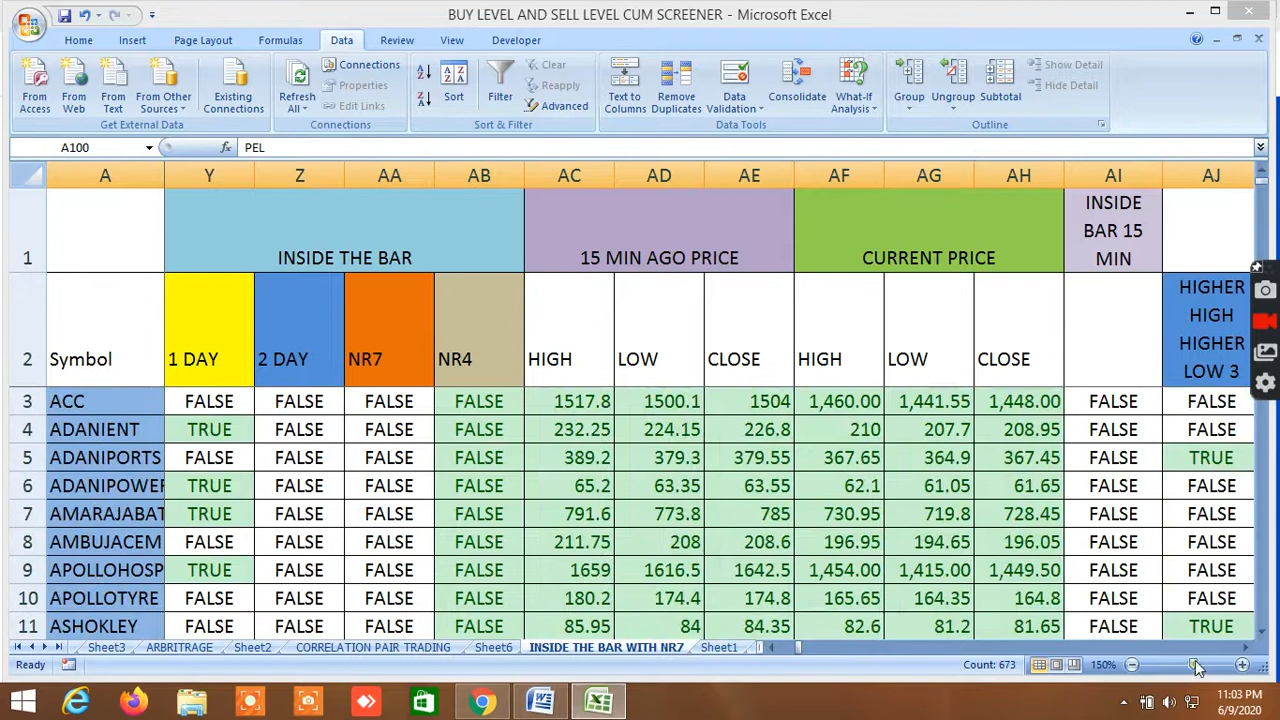 BUY LEVEL AND SELL LEVEL CUM SCREENER - Microsoft Excel
Home Insert Page Layout Formulas Data Review View Developer
From Access
From Web
From Text
From Other Sources
Existing Connections
Get External Data
Refresh All
Connections
Properties
Edit Links
Connections
Sort
Filter
Clear
Reapply
Advanced
Sort & Filter
Text to Columns
Remove Duplicates
Data Validation
Consolidate
What-If Analysis
Data Tools
Group
Ungroup
Subtotal
Show Detail
Hide Detail
Outline
A100 fx PEL
A Y Z AA AB AC AD AE AF AG AH AI AJ
1 INSIDE THE BAR 15 MIN AGO PRICE CURRENT PRICE INSIDE BAR 15 MIN
2 Symbol 1 DAY 2 DAY NR7 NR4 HIGH LOW CLOSE HIGH LOW CLOSE HIGHER HIGH HIGHER LOW 3
3 ACC FALSE FALSE FALSE FALSE 1517.8 1500.1 1504 1,460.00 1,441.55 1,448.00 FALSE FALSE
4 ADANIENT TRUE FALSE FALSE FALSE 232.25 224.15 226.8 210 207.7 208.95 FALSE FALSE
5 ADANIPORTS FALSE FALSE FALSE FALSE 389.2 379.3 379.55 367.65 364.9 367.45 FALSE TRUE
6 ADANIPOWER TRUE FALSE FALSE FALSE 65.2 63.35 63.55 62.1 61.05 61.65 FALSE FALSE
7 AMARAJABAT TRUE FALSE FALSE FALSE 791.6 773.8 785 730.95 719.8 728.45 FALSE FALSE
8 AMBUJACEM FALSE FALSE FALSE FALSE 211.75 208 208.6 196.95 194.65 196.05 FALSE FALSE
9 APOLLOHOSP TRUE FALSE FALSE FALSE 1659 1616.5 1642.5 1,454.00 1,415.00 1,449.50 FALSE FALSE
10 APOLLOTYRE FALSE FALSE FALSE FALSE 180.2 174.4 174.8 165.65 164.35 164.8 FALSE FALSE
11 ASHOKLEY FALSE FALSE FALSE FALSE 85.95 84 84.35 82.6 81.2 81.65 FALSE TRUE
Sheet3 ARBITRAGE Sheet2 CORRELATION PAIR TRADING Sheet6 INSIDE THE BAR WITH NR7 Sheet1
Ready Count: 673 150%
11:03 PM
6/9/2020